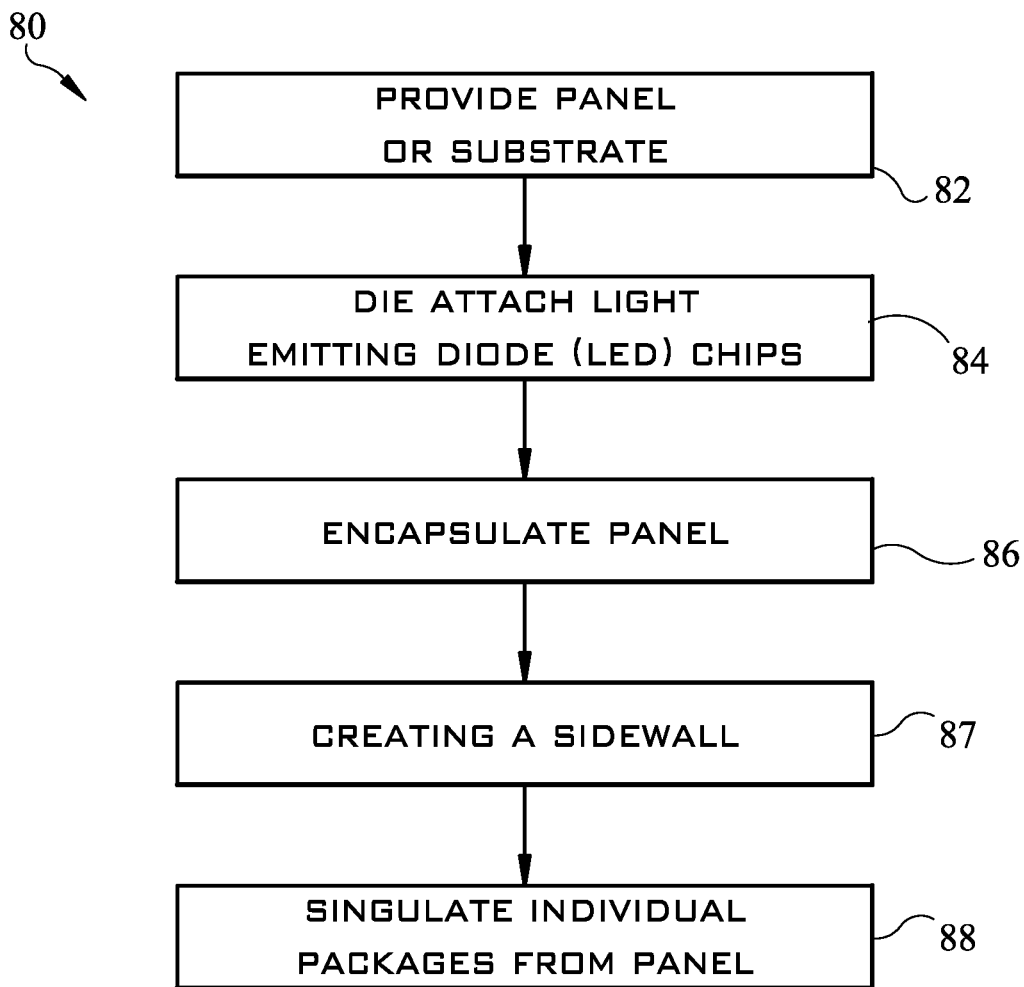 80
PROVIDE PANEL
OR SUBSTRATE
82
DIE ATTACH LIGHT
EMITTING DIODE (LED) CHIPS
84
ENCAPSULATE PANEL
86
CREATING A SIDEWALL
87
SINGULATE INDIVIDUAL
PACKAGES FROM PANEL
88